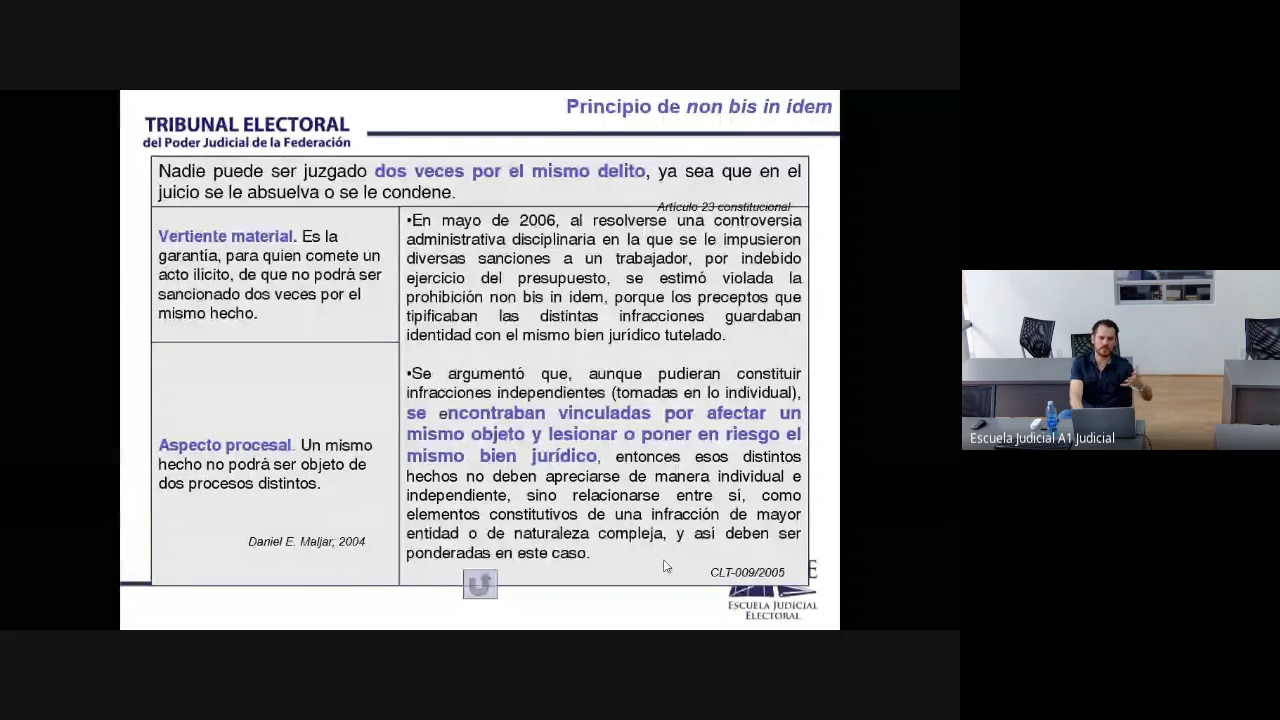 Principio de non bis in idem
TRIBUNAL ELECTORAL
del Poder Judicial de la Federación
Nadie puede ser juzgado dos veces por el mismo delito, ya sea que en el
juicio se le absuelva o se le condene.
Artículo 23 constitucional
Vertiente material. Es la
garantía, para quien comete un
acto ilícito, de que no podrá ser
sancionado dos veces por el
mismo hecho.
Aspecto procesal. Un mismo
hecho no podrá ser objeto de
dos procesos distintos.
Daniel E. Maljar, 2004
•En mayo de 2006, al resolverse una controversia
administrativa disciplinaria en la que se le impusieron
diversas sanciones a un trabajador, por indebido
ejercicio del presupuesto, se estimó violada la
prohibición non bis in idem, porque los preceptos que
tipificaban las distintas infracciones guardaban
identidad con el mismo bien jurídico tutelado.
•Se argumentó que, aunque pudieran constituir
infracciones independientes (tomadas en lo individual),
se encontraban vinculadas por afectar un
mismo objeto y lesionar o poner en riesgo el
mismo bien jurídico, entonces esos distintos
hechos no deben apreciarse de manera individual e
independiente, sino relacionarse entre sí, como
elementos constitutivos de una infracción de mayor
entidad o de naturaleza compleja, y así deben ser
ponderadas en este caso.
CLT-009/2005
E
ESCUELA JUDICIAL
ELECTORAL
Escuela Judicial A1 Judicial